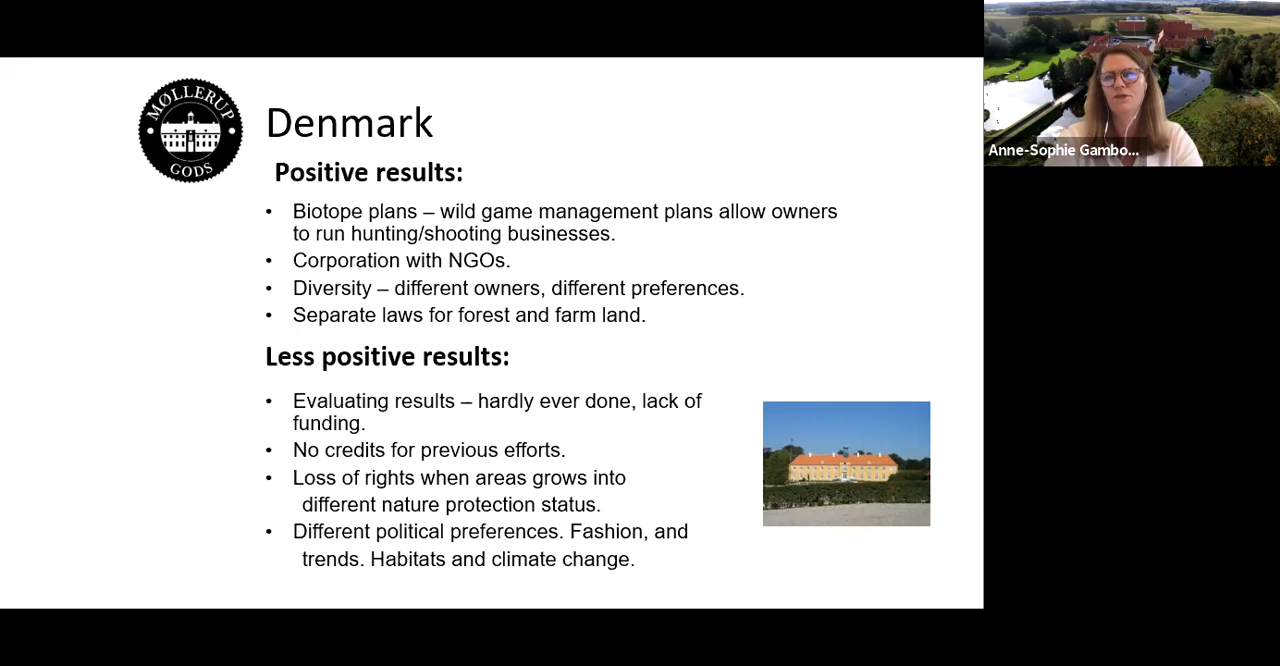 MØLLERUP
GODS
Denmark
Positive results:
• Biotope plans – wild game management plans allow owners
to run hunting/shooting businesses.
• Corporation with NGOs.
• Diversity – different owners, different preferences.
• Separate laws for forest and farm land.
Less positive results:
• Evaluating results – hardly ever done, lack of
funding.
• No credits for previous efforts.
• Loss of rights when areas grows into
different nature protection status.
• Different political preferences. Fashion, and
trends. Habitats and climate change.
Anne-Sophie Gambo...